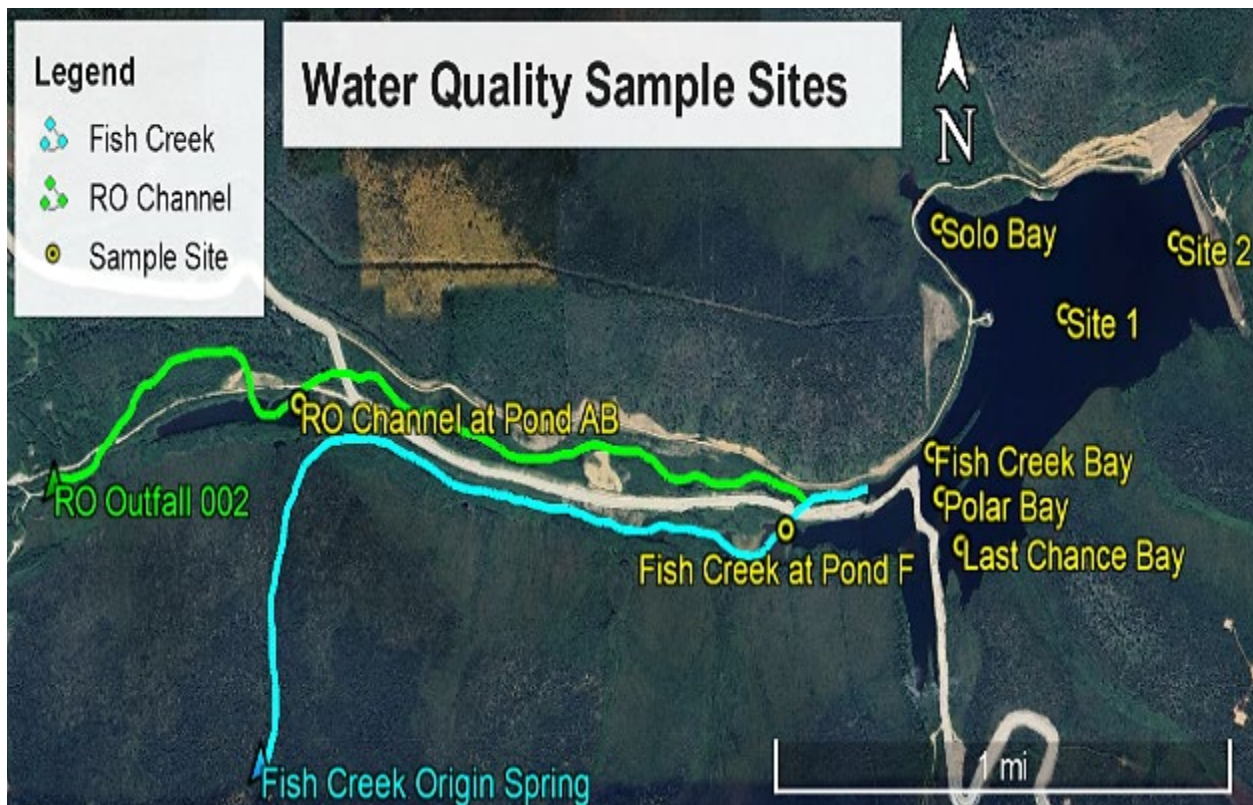 Legend
Fish Creek
RO Channel
Sample Site
Water Quality Sample Sites
N
Solo Bay
Site 2
Site 1
RO Channel at Pond AB
Fish Creek Bay
RO Outfall 002
Polar Bay
Last Chance Bay
Fish Creek at Pond F
Fish Creek Origin Spring
1 mi